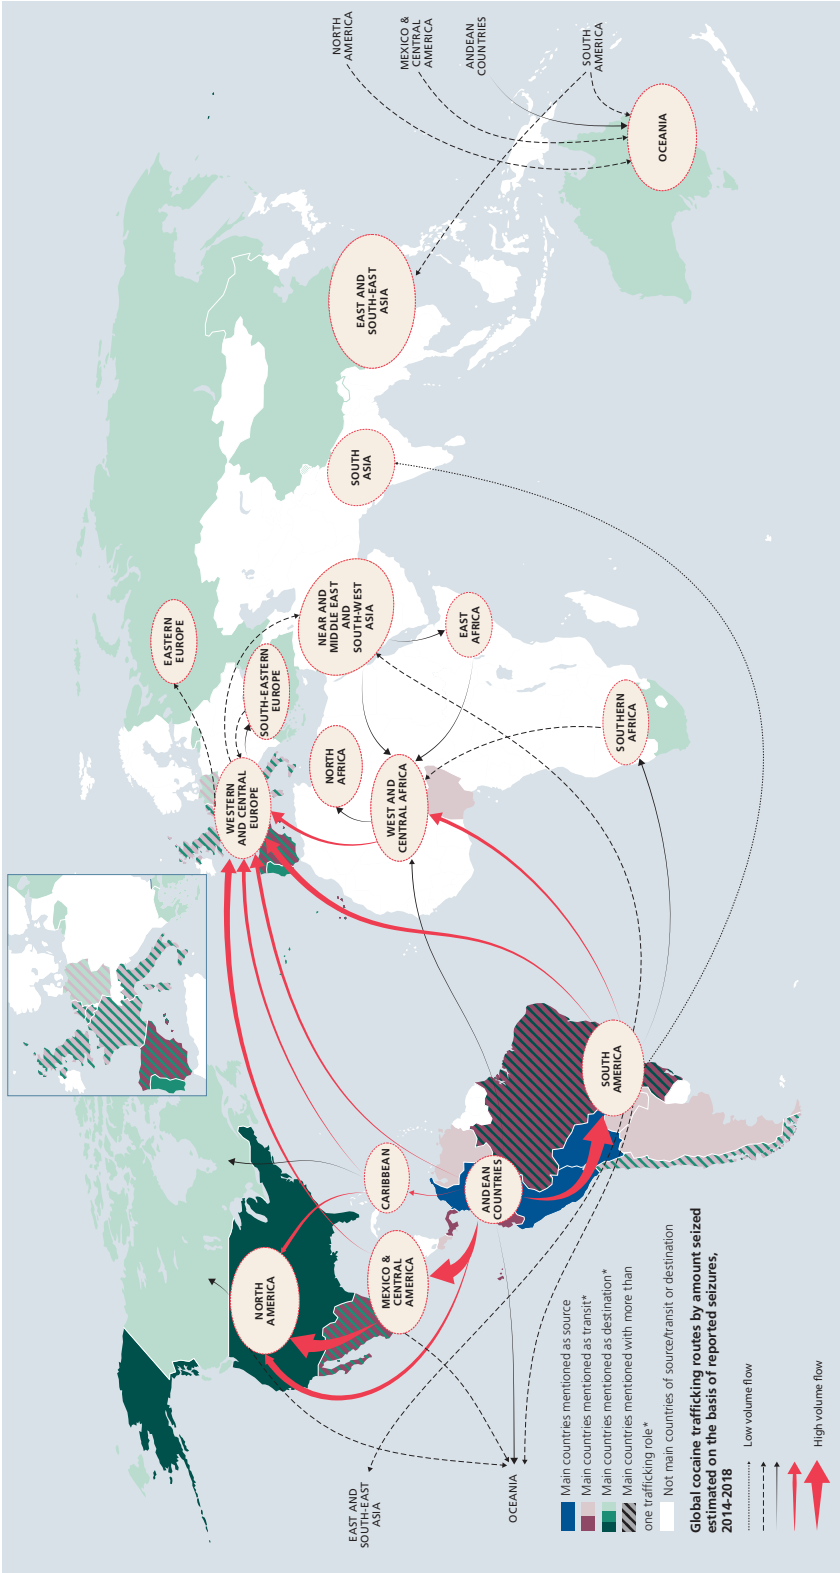 Global cocaine trafficking routes by amount seized
estimated on the basis of reported seizures,
2014-2018
Low volume flow
High volume flow
Main countries mentioned as source
Main countries mentioned as transit*
Main countries mentioned as destination*
Main countries mentioned with more than
one trafficking role*
Not main countries of source/transit or destination
EAST AND
SOUTH-EAST
ASIA
OCEANIA
NORTH
AMERICA
MEXICO &
CENTRAL
AMERICA
CARIBBEAN
ANDEAN
COUNTRIES
SOUTH
AMERICA
WESTERN
AND CENTRAL
EUROPE
EASTERN
EUROPE
SOUTH-EASTERN
EUROPE
NORTH
AFRICA
WEST AND
CENTRAL AFRICA
SOUTHERN
AFRICA
EAST
AFRICA
NEAR AND
MIDDLE EAST
AND
SOUTH-WEST
ASIA
SOUTH
ASIA
EAST AND
SOUTH-EAST
ASIA
OCEANIA
NORTH
AMERICA
MEXICO &
CENTRAL
AMERICA
ANDEAN
COUNTRIES
SOUTH
AMERICA